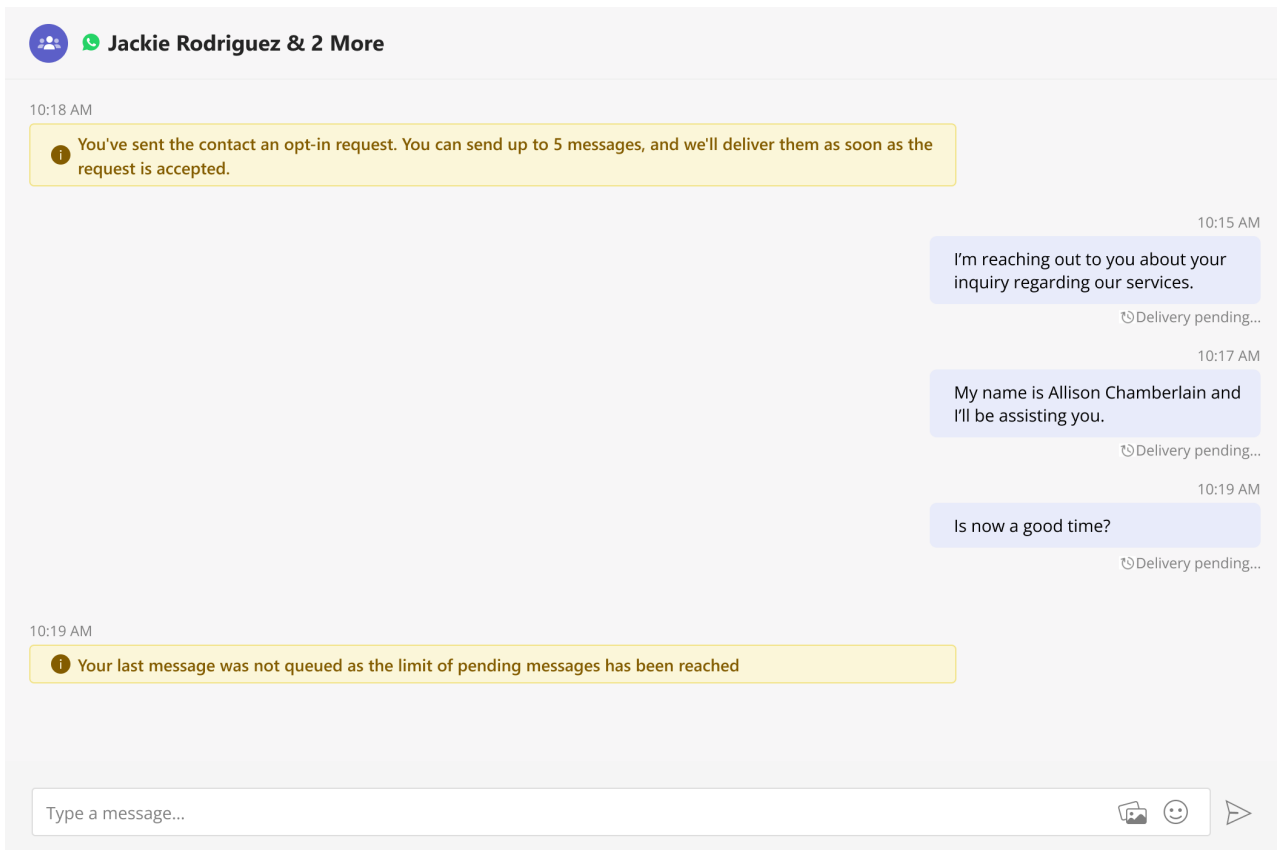 Jackie Rodriguez & 2 More
10:18 AM
You've sent the contact an opt-in request. You can send up to 5 messages, and we'll deliver them as soon as the
request is accepted.
10:15 AM
I’m reaching out to you about your
inquiry regarding our services.
Delivery pending...
10:17 AM
My name is Allison Chamberlain and
I’ll be assisting you.
Delivery pending...
10:19 AM
Is now a good time?
Delivery pending...
10:19 AM
Your last message was not queued as the limit of pending messages has been reached
Type a message...